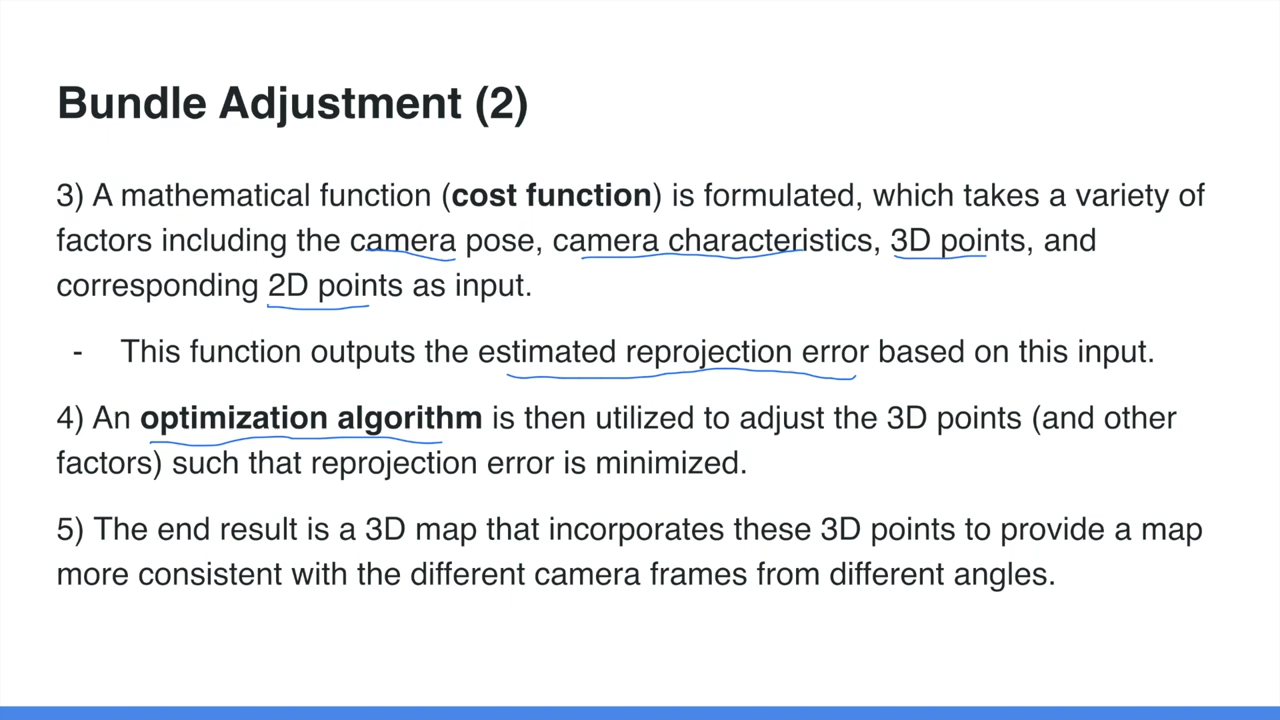 Bundle Adjustment (2)
3) A mathematical function (cost function) is formulated, which takes a variety of
factors including the camera pose, camera characteristics, 3D points, and
corresponding 2D points as input.
- This function outputs the estimated reprojection error based on this input.
4) An optimization algorithm is then utilized to adjust the 3D points (and other
factors) such that reprojection error is minimized.
5) The end result is a 3D map that incorporates these 3D points to provide a map
more consistent with the different camera frames from different angles.